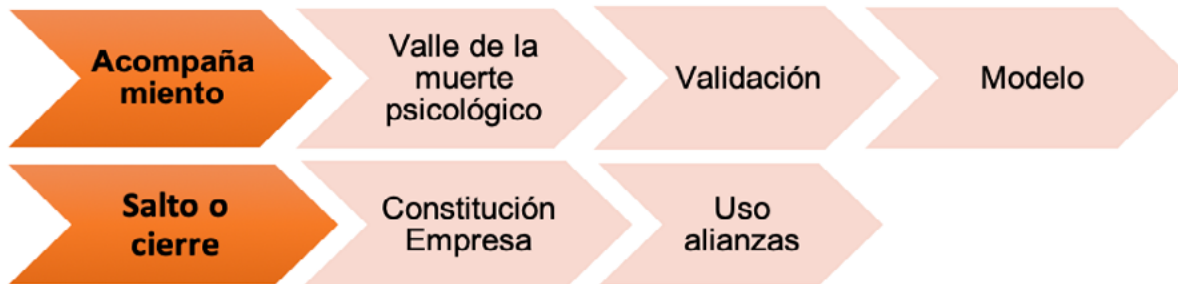 Acompaña
miento
Valle de la
muerte
psicológico
Validación
Modelo
Salto o
cierre
Constitución
Empresa
Uso
alianzas